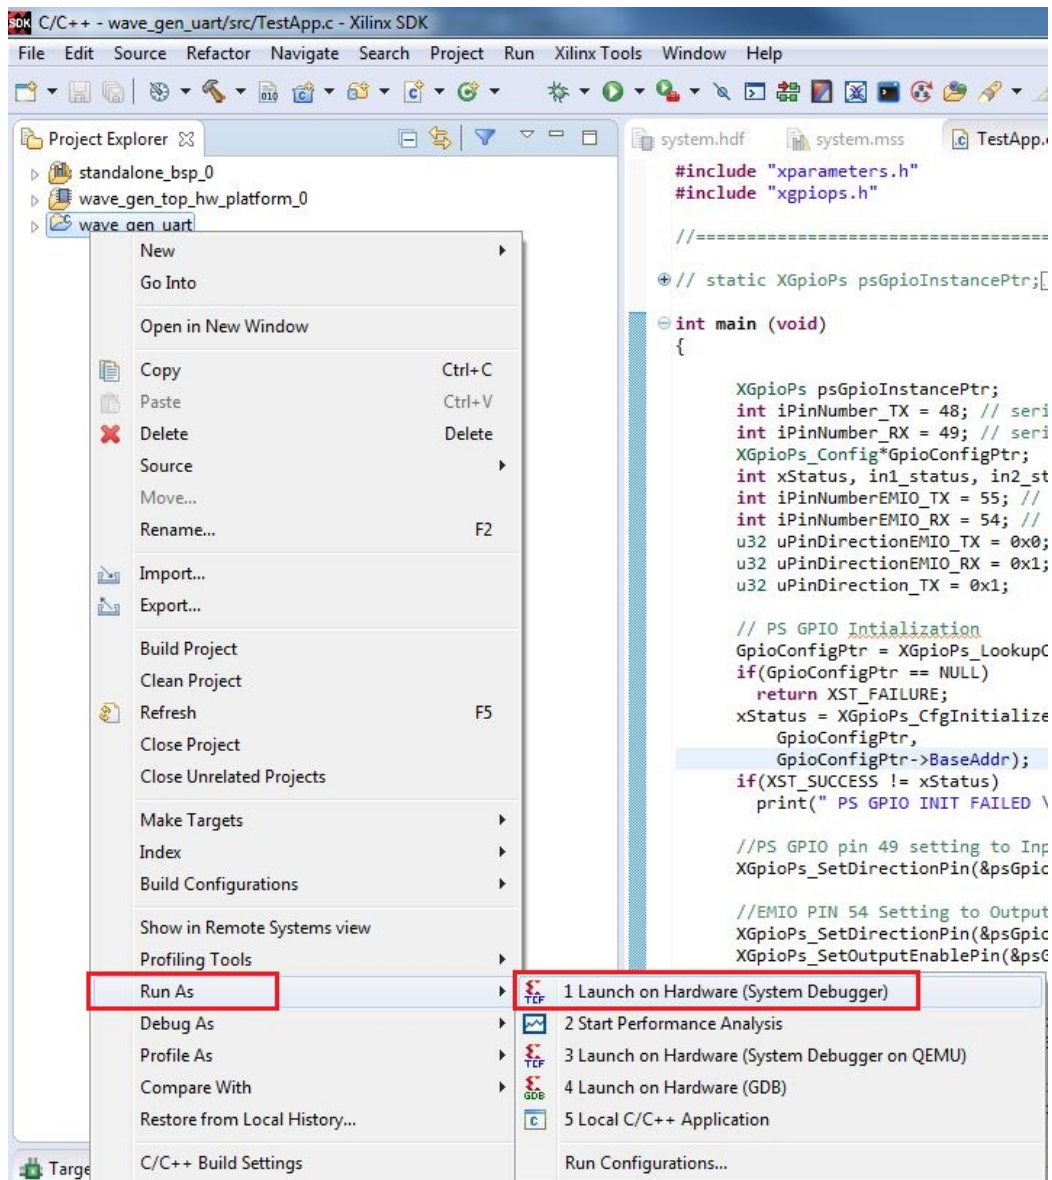 C/C++ - wave_gen_uart/src/TestApp.c - Xilinx SDK
File Edit Source Refactor Navigate Search Project Run Xilinx Tools Window Help
Project Explorer
standalone_bsp_0
wave_gen_top_hw_platform_0
wave_gen_uart
New
Go Into
Open in New Window
Copy Ctrl+C
Paste Ctrl+V
Delete Delete
Source
Move...
Rename... F2
Import...
Export...
Build Project
Clean Project
Refresh F5
Close Project
Close Unrelated Projects
Make Targets
Index
Build Configurations
Show in Remote Systems view
Profiling Tools
Run As
Debug As
Profile As
Compare With
Restore from Local History...
C/C++ Build Settings
1 Launch on Hardware (System Debugger)
2 Start Performance Analysis
3 Launch on Hardware (System Debugger on QEMU)
4 Launch on Hardware (GDB)
5 Local C/C++ Application
Run Configurations...
system.hdf system.mss TestApp.c
#include "xparameters.h"
#include "xgpiops.h"
//===================================
// static XGpioPs psGpioInstancePtr;
int main (void)
{
XGpioPs psGpioInstancePtr;
int iPinNumber_TX = 48; // seri
int iPinNumber_RX = 49; // seri
XGpioPs_Config*GpioConfigPtr;
int xStatus, in1_status, in2_st
int iPinNumberEMIO_TX = 55; //
int iPinNumberEMIO_RX = 54; //
u32 uPinDirectionEMIO_TX = 0x0;
u32 uPinDirectionEMIO_RX = 0x1;
u32 uPinDirection_TX = 0x1;
// PS GPIO Intialization
GpioConfigPtr = XGpioPs_LookupC
if(GpioConfigPtr == NULL)
return XST_FAILURE;
xStatus = XGpioPs_CfgInitialize
GpioConfigPtr,
GpioConfigPtr->BaseAddr);
if(XST_SUCCESS != xStatus)
print(" PS GPIO INIT FAILED \
//PS GPIO pin 49 setting to Inp
XGpioPs_SetDirectionPin(&psGpio
//EMIO PIN 54 Setting to Output
XGpioPs_SetDirectionPin(&psGpio
XGpioPs_SetOutputEnablePin(&psG
Targe